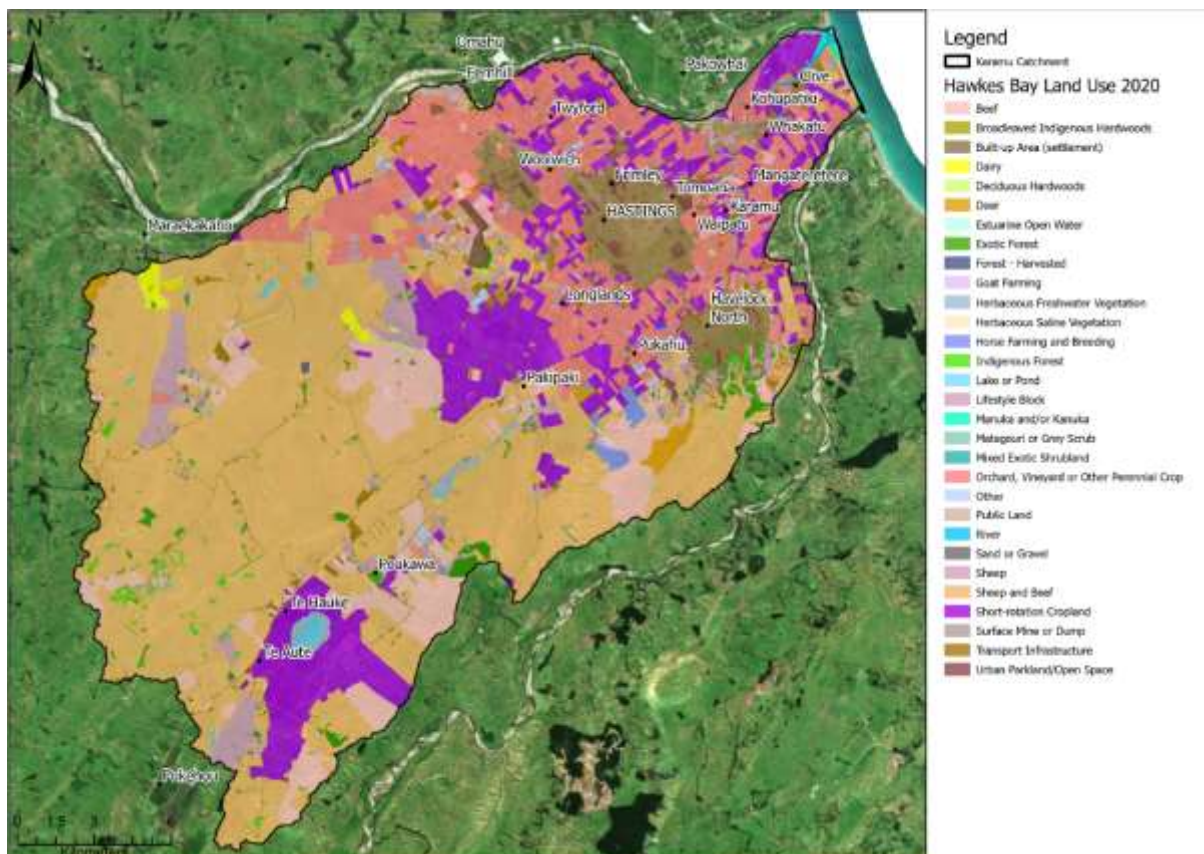 N
Omahu
Fernhill
Pakowhai
Clive
Kohupatiki
Twyford
Whakatu
Woolwich
Frimley
Mangateretere
Tomoana
HASTINGS
Karamu
Waipatu
Maraekakaho
Longlands
Havelock
North
Pukahu
Pakipaki
Poukawa
Te Hauke
Te Aute
Pukehou
0 1.5 3
Kilometers
Legend
Karamu Catchment
Hawkes Bay Land Use 2020
Beef
Broadleaved Indigenous Hardwoods
Built-up Area (settlement)
Dairy
Deciduous Hardwoods
Deer
Estuarine Open Water
Exotic Forest
Forest - Harvested
Goat Farming
Herbaceous Freshwater Vegetation
Herbaceous Saline Vegetation
Horse Farming and Breeding
Indigenous Forest
Lake or Pond
Lifestyle Block
Manuka and/or Kanuka
Matagouri or Grey Scrub
Mixed Exotic Shrubland
Orchard, Vineyard or Other Perennial Crop
Other
Public Land
River
Sand or Gravel
Sheep
Sheep and Beef
Short-rotation Cropland
Surface Mine or Dump
Transport Infrastructure
Urban Parkland/Open Space